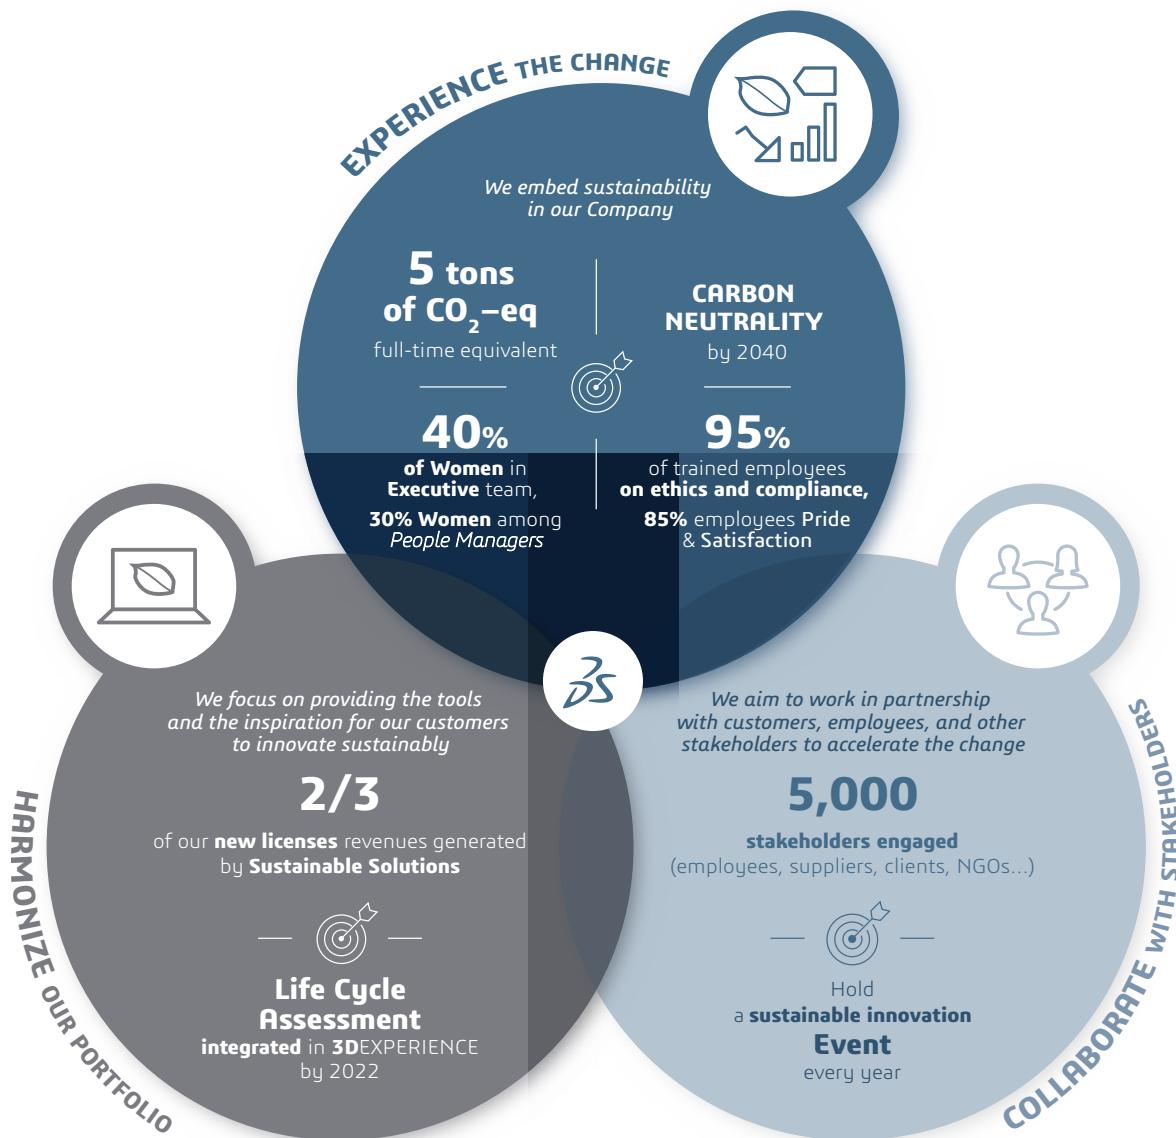 EXPERIENCE THE CHANGE
We embed sustainability
in our Company
5 tons
of CO2–eq
full-time equivalent
CARBON
NEUTRALITY
by 2040
40%
of Women in
Executive team,
30% Women among
People Managers
95%
of trained employees
on ethics and compliance,
85% employees Pride
& Satisfaction
3DS
HARMONIZE OUR PORTFOLIO
We focus on providing the tools
and the inspiration for our customers
to innovate sustainably
2/3
of our new licenses revenues generated
by Sustainable Solutions
Life Cycle
Assessment
integrated in 3DEXPERIENCE
by 2022
COLLABORATE WITH STAKEHOLDERS
We aim to work in partnership
with customers, employees, and other
stakeholders to accelerate the change
5,000
stakeholders engaged
(employees, suppliers, clients, NGOs...)
Hold
a sustainable innovation
Event
every year